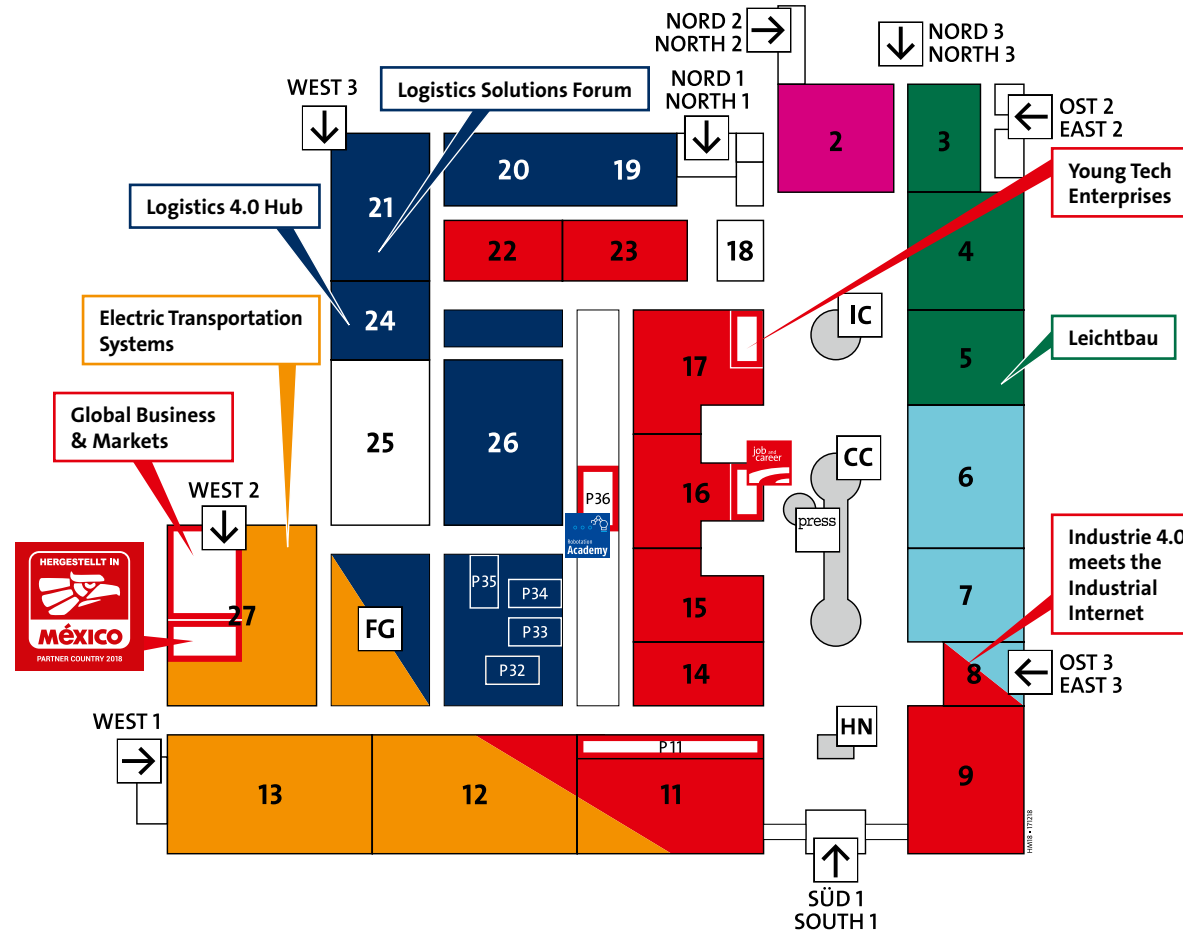 NORD 2
NORTH 2
NORD 3
NORTH 3
WEST 3
Logistics Solutions Forum
NORD 1
NORTH 1
OST 2
EAST 2
2
3
20
19
Young Tech
Enterprises
21
Logistics 4.0 Hub
22
23
18
4
24
IC
Electric Transportation
Systems
17
5
Leichtbau
Global Business
& Markets
25
26
job and
career
CC
16
6
P36
WEST 2
press
Robotation
Academy
Industrie 4.0
meets the
Industrial
Internet
HERGESTELLT IN
MéXICO
PARTNER COUNTRY 2018
27
P35
P34
FG
P33
P32
15
7
14
8
OST 3
EAST 3
WEST 1
HN
P11
13
12
11
9
HM18 • 171218
SÜD 1
SOUTH 1